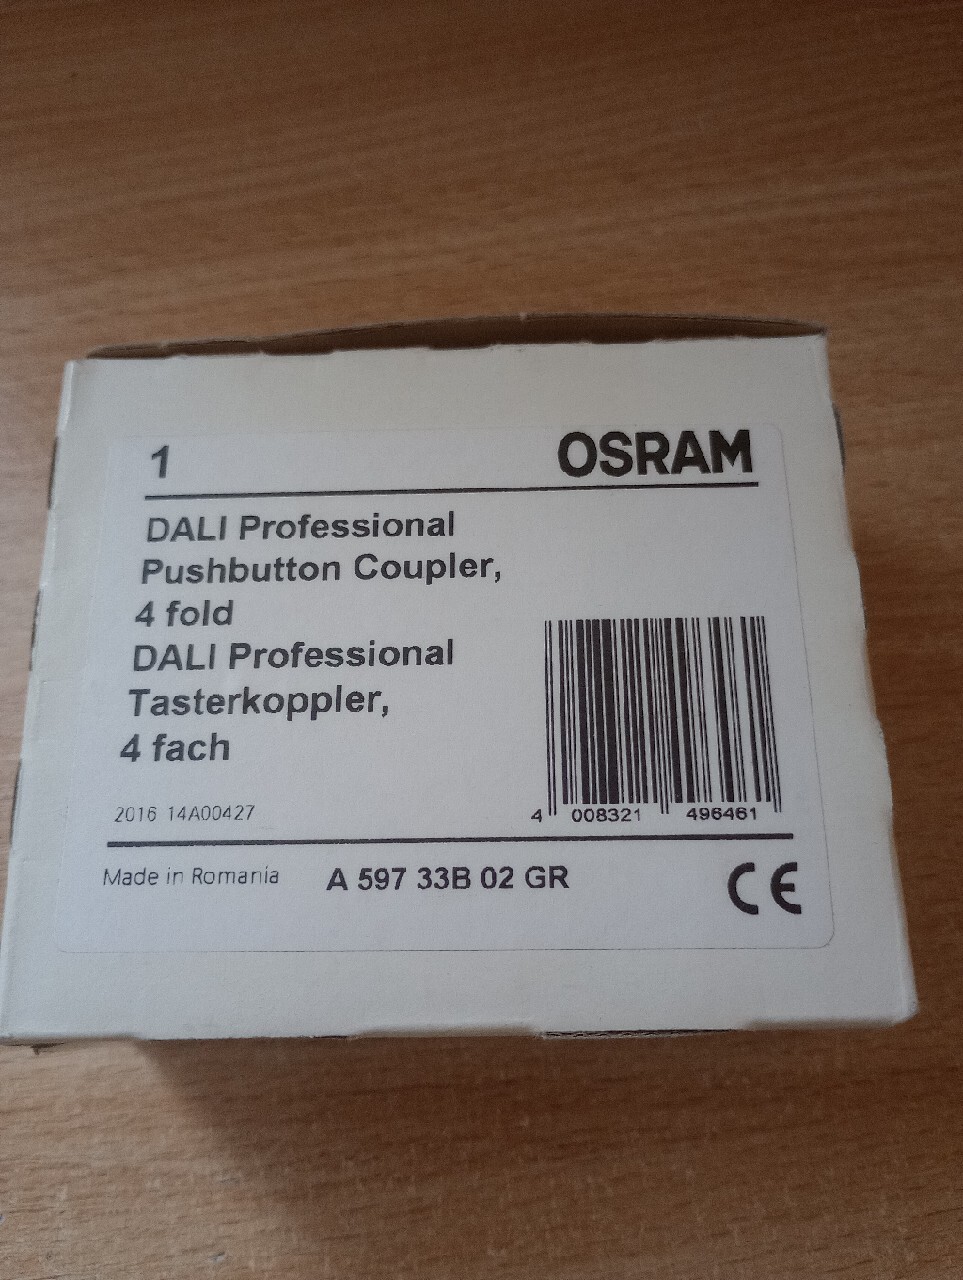 1 OSRAM
DALI Professional
Pushbutton Coupler,
4 fold
DALI Professional
Tasterkoppler,
4 fach
2016 14A00427
4 008321 496461
Made in Romania A 597 33B 02 GR CE